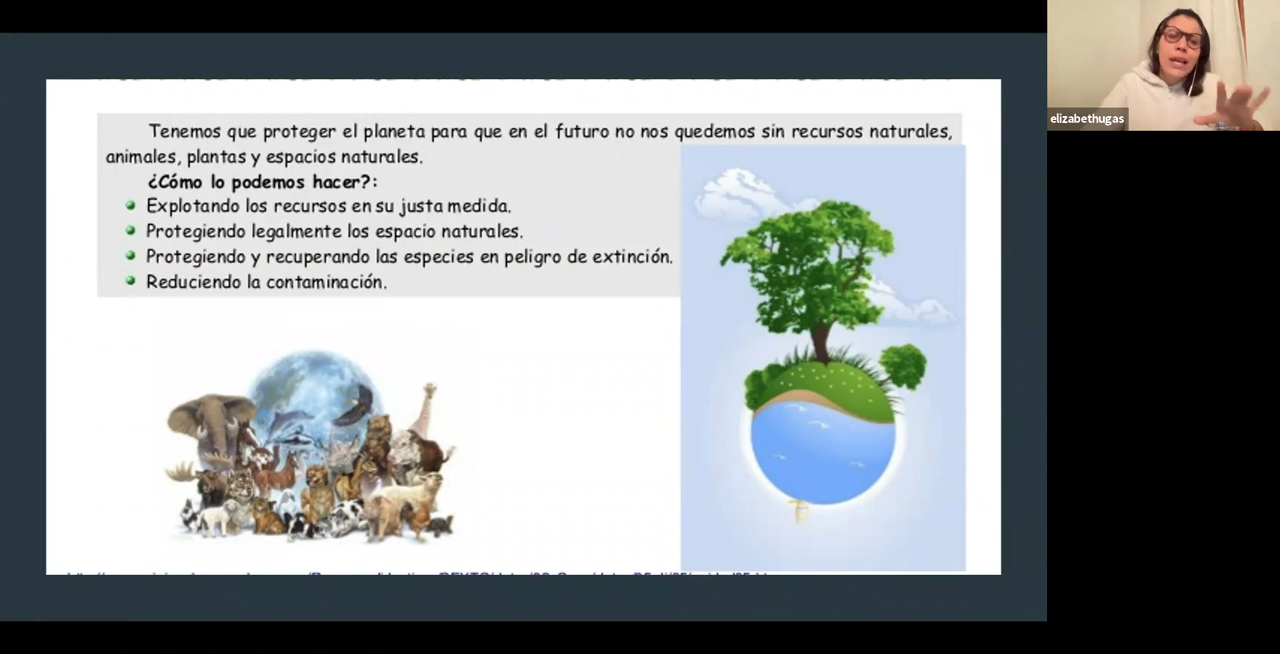 Tenemos que proteger el planeta para que en el futuro no nos quedemos sin recursos naturales,
animales, plantas y espacios naturales.
¿Cómo lo podemos hacer?:
Explotando los recursos en su justa medida.
Protegiendo legalmente los espacio naturales.
Protegiendo y recuperando las especies en peligro de extinción.
Reduciendo la contaminación.
elizabethugas